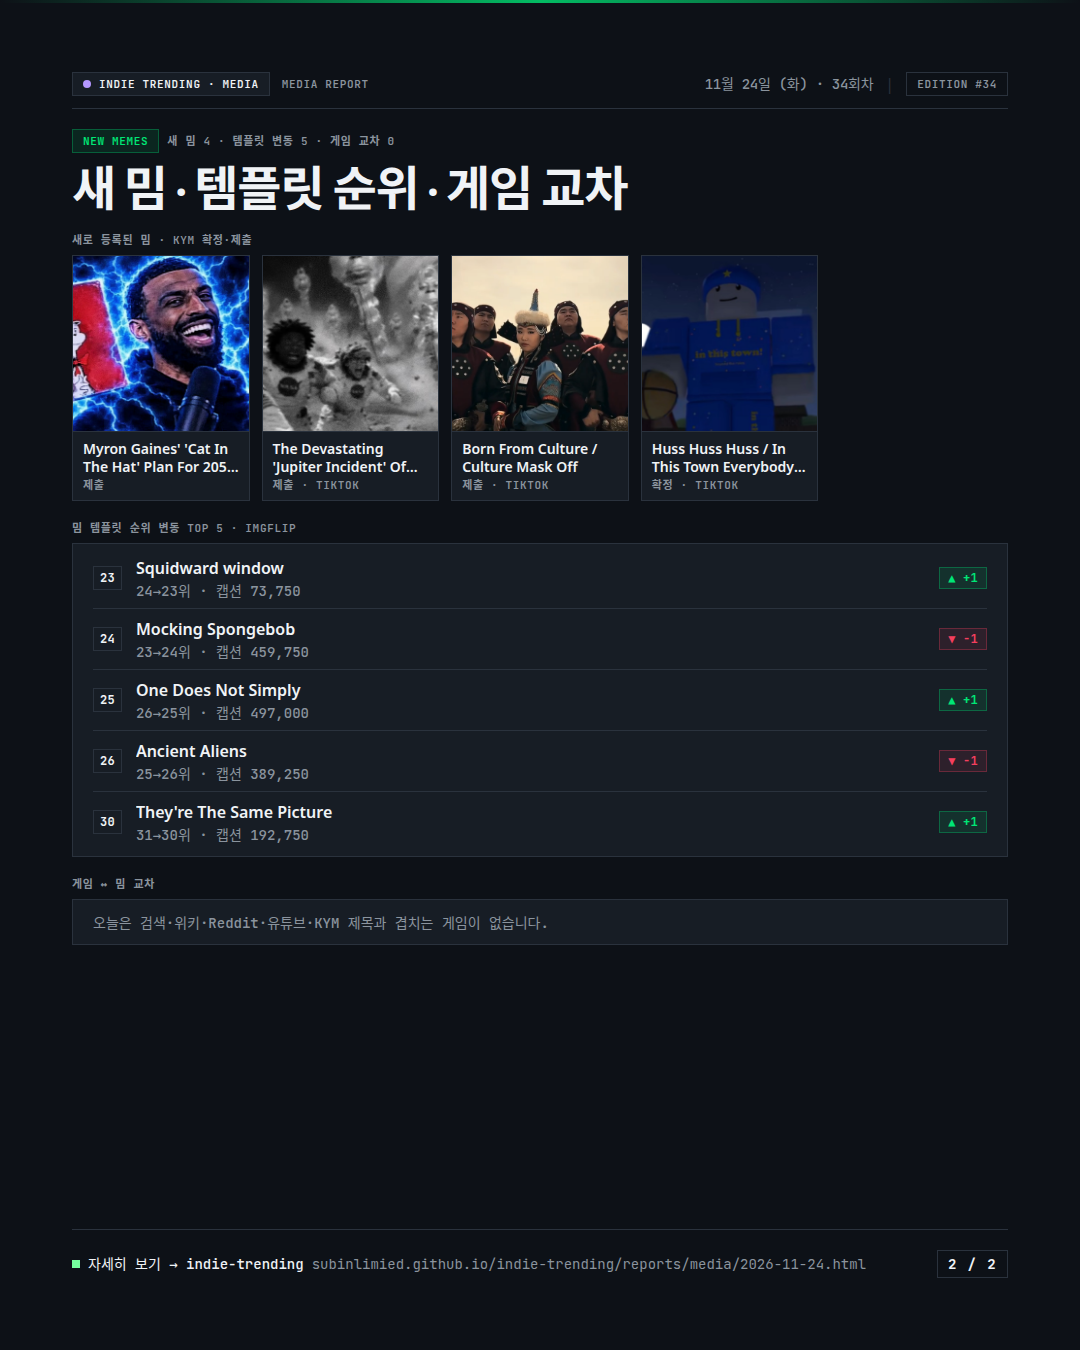 INDIE TRENDING · MEDIA MEDIA REPORT 11월 24일 (화) · 34회차 EDITION #34
NEW MEMES 새 밈 4 · 템플릿 변동 5 · 게임 교차 0
새 밈·템플릿 순위·게임 교차
새로 등록된 밈 · KYM 확정·제출
In this town!
Myron Gaines' 'Cat In
The Hat' Plan For 205...
제출
The Devastating
'Jupiter Incident' Of...
제출 · TIKTOK
Born From Culture /
Culture Mask Off
제출 · TIKTOK
Huss Huss Huss / In
This Town Everybody...
확정 · TIKTOK
밈 템플릿 순위 변동 TOP 5 · IMGFLIP
23 Squidward window ▲ +1
24→23위 · 캡션 73,750
24 Mocking Spongebob ▼ -1
23→24위 · 캡션 459,750
25 One Does Not Simply ▲ +1
26→25위 · 캡션 497,000
26 Ancient Aliens ▼ -1
25→26위 · 캡션 389,250
30 They're The Same Picture ▲ +1
31→30위 · 캡션 192,750
게임 ↔ 밈 교차
오늘은 검색·위키·Reddit·유튜브·KYM 제목과 겹치는 게임이 없습니다.
자세히 보기 → indie-trending subinlimied.github.io/indie-trending/reports/media/2026-11-24.html 2 / 2